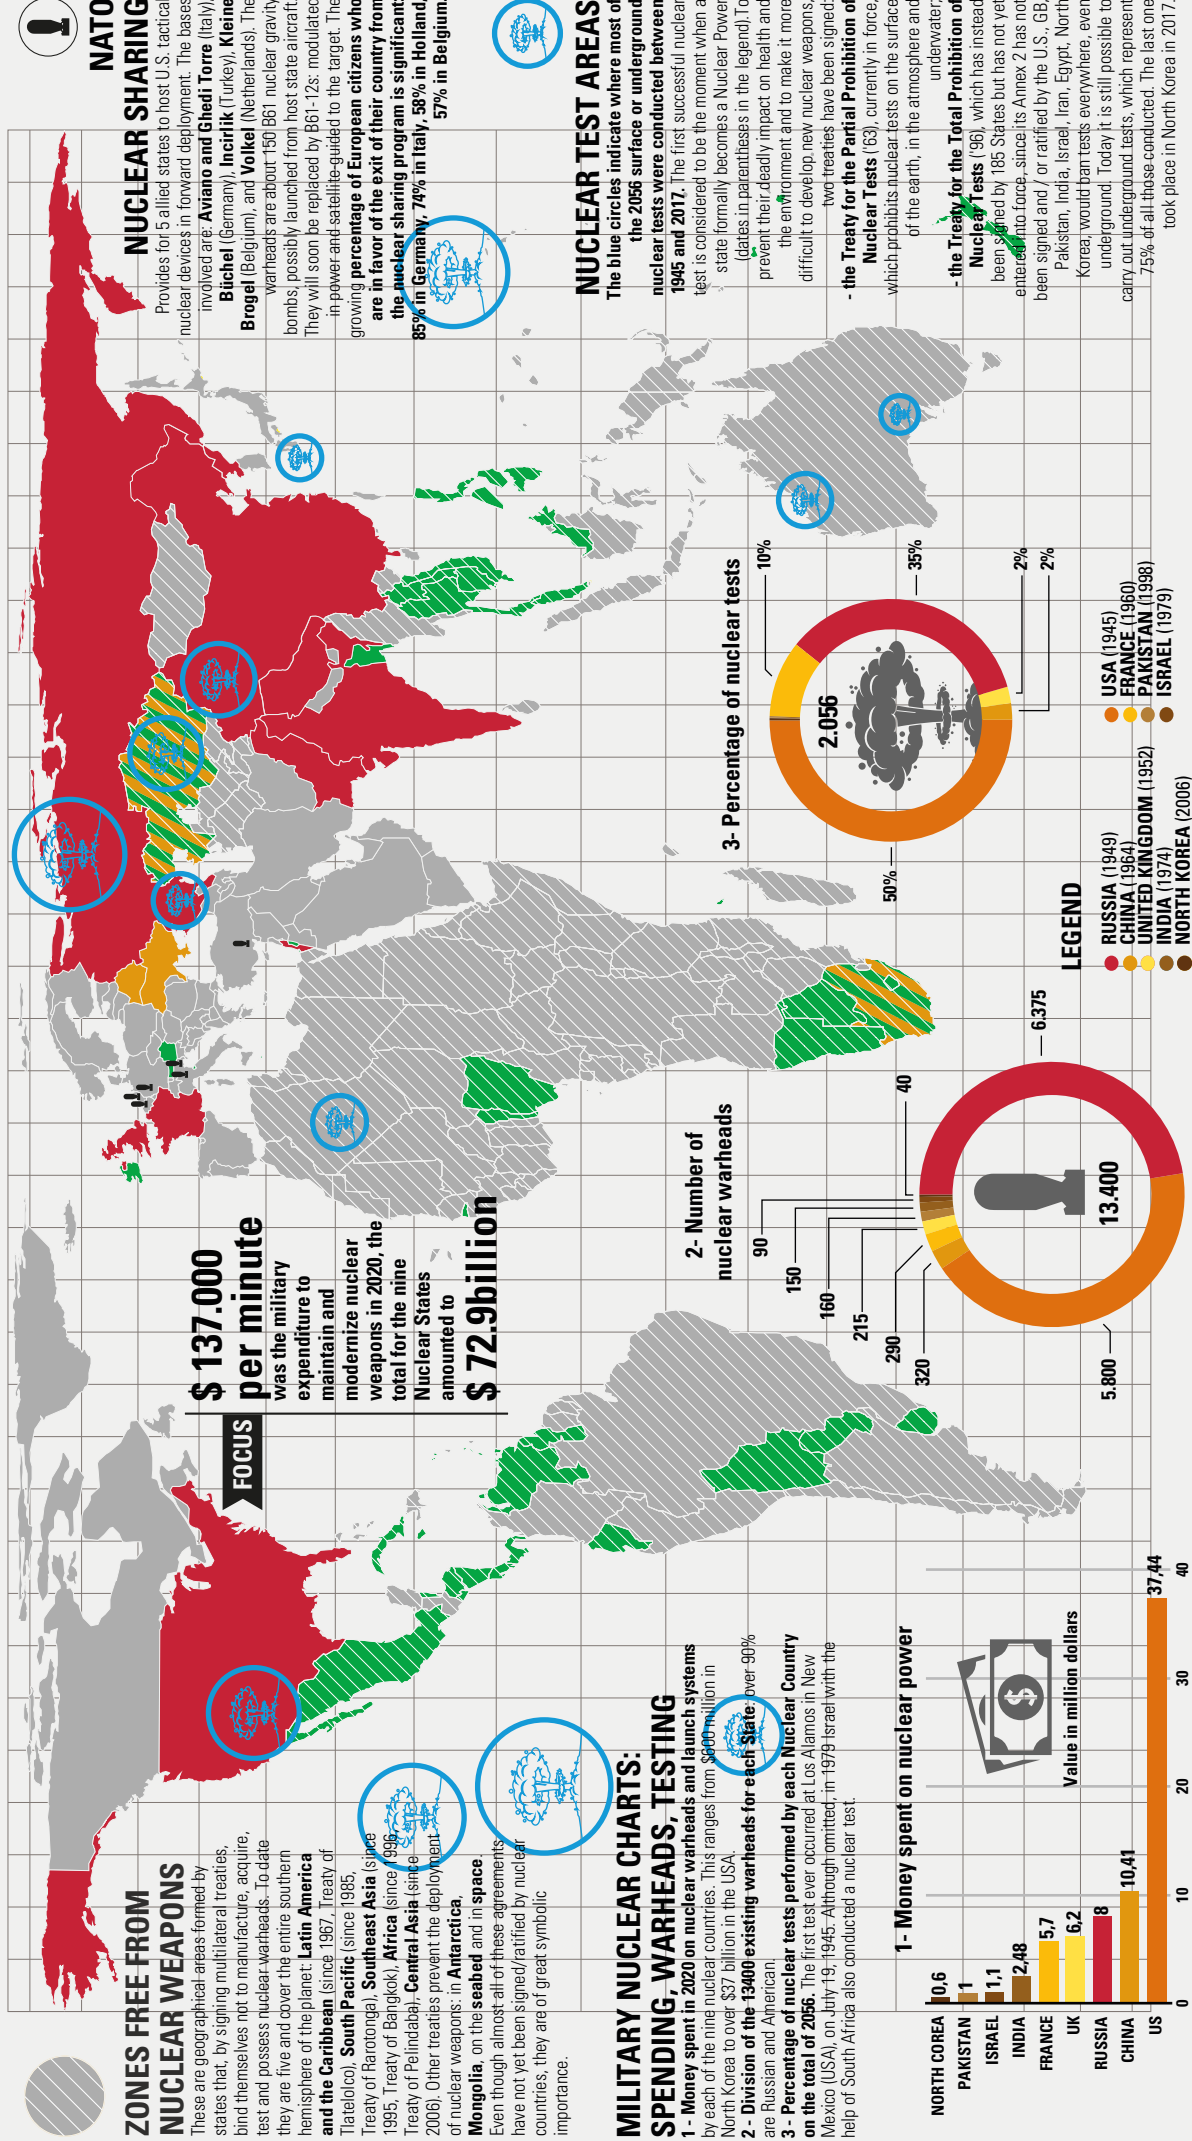 ZONES FREE FROM
NUCLEAR WEAPONS
These are geographical areas formed by
states that, by signing multilateral treaties,
bind themselves not to manufacture, acquire,
test and possess nuclear warheads. To date
they are five and cover the entire southern
hemisphere of the planet: Latin America
and the Caribbean (since 1967, Treaty of
Tlatelolco), South Pacific (since 1985,
Treaty of Rarotonga), Southeast Asia (since
1995, Treaty of Bangkok), Africa (since 1996,
Treaty of Pelindaba), Central Asia (since
2006). Other treaties prevent the deployment
of nuclear weapons: in Antarctica,
Mongolia, on the seabed and in space.
Even though almost all of these agreements
have not yet been signed/ratified by nuclear
countries, they are of great symbolic
importance.
MILITARY NUCLEAR CHARTS:
SPENDING, WARHEADS, TESTING
1 - Money spent in 2020 on nuclear warheads and launch systems
by each of the nine nuclear countries. This ranges from $600 million in
North Korea to over $37 billion in the USA.
2 - Division of the 13400 existing warheads for each State: over 90%
are Russian and American.
3 - Percentage of nuclear tests performed by each Nuclear Country
on the total of 2056. The first test ever occurred at Los Alamos in New
Mexico (USA), on July 19, 1945. Although omitted, in 1979 Israel with the
help of South Africa also conducted a nuclear test.
1- Money spent on nuclear power
NORTH COREA 0,6
PAKISTAN 1
ISRAEL 1,1
INDIA 2,48
FRANCE 5,7
UK 6,2
RUSSIA 8
CHINA 10,41
US 37,44
0 10 20 30 40
Value in million dollars
$
FOCUS
$ 137.000
per minute
was the military
expenditure to
maintain and
modernize nuclear
weapons in 2020, the
total for the nine
Nuclear States
amounted to
$ 72.9billion
2- Number of
nuclear warheads
40
90
150
160
215
290
320
5.800
6.375
13.400
3- Percentage of nuclear tests
10%
35%
2%
2%
50%
2.056
LEGEND
RUSSIA (1949)
CHINA (1964)
UNITED KINGDOM (1952)
INDIA (1974)
NORTH KOREA (2006)
USA (1945)
FRANCE (1960)
PAKISTAN (1998)
ISRAEL (1979)
NATO
NUCLEAR SHARING
Provides for 5 allied states to host U.S. tactical
nuclear devices in forward deployment. The bases
involved are: Aviano and Ghedi Torre (Italy),
Büchel (Germany), Incirlik (Turkey), Kleine
Brogel (Belgium), and Volkel (Netherlands). The
warheads are about 150 B61 nuclear gravity
bombs, possibly launched from host state aircraft.
They will soon be replaced by B61-12s: modulated
in power and satellite-guided to the target. The
growing percentage of European citizens who
are in favor of the exit of their country from
the nuclear sharing program is significant:
85% in Germany, 74% in Italy, 58% in Holland,
57% in Belgium.
NUCLEAR TEST AREAS
The blue circles indicate where most of
the 2056 surface or underground
nuclear tests were conducted between
1945 and 2017. The first successful nuclear
test is considered to be the moment when a
state formally becomes a Nuclear Power
(dates in parentheses in the legend). To
prevent their deadly impact on health and
the environment and to make it more
difficult to develop new nuclear weapons,
two treaties have been signed:
- the Treaty for the Partial Prohibition of
Nuclear Tests ('63), currently in force,
which prohibits nuclear tests on the surface
of the earth, in the atmosphere and
underwater;
- the Treaty for the Total Prohibition of
Nuclear Tests ('96), which has instead
been signed by 185 States but has not yet
entered into force, since its Annex 2 has not
been signed and / or ratified by the U.S., GB,
Pakistan, India, Israel, Iran, Egypt, North
Korea, would ban tests everywhere, even
underground. Today it is still possible to
carry out underground tests, which represent
75% of all those conducted. The last one
took place in North Korea in 2017.